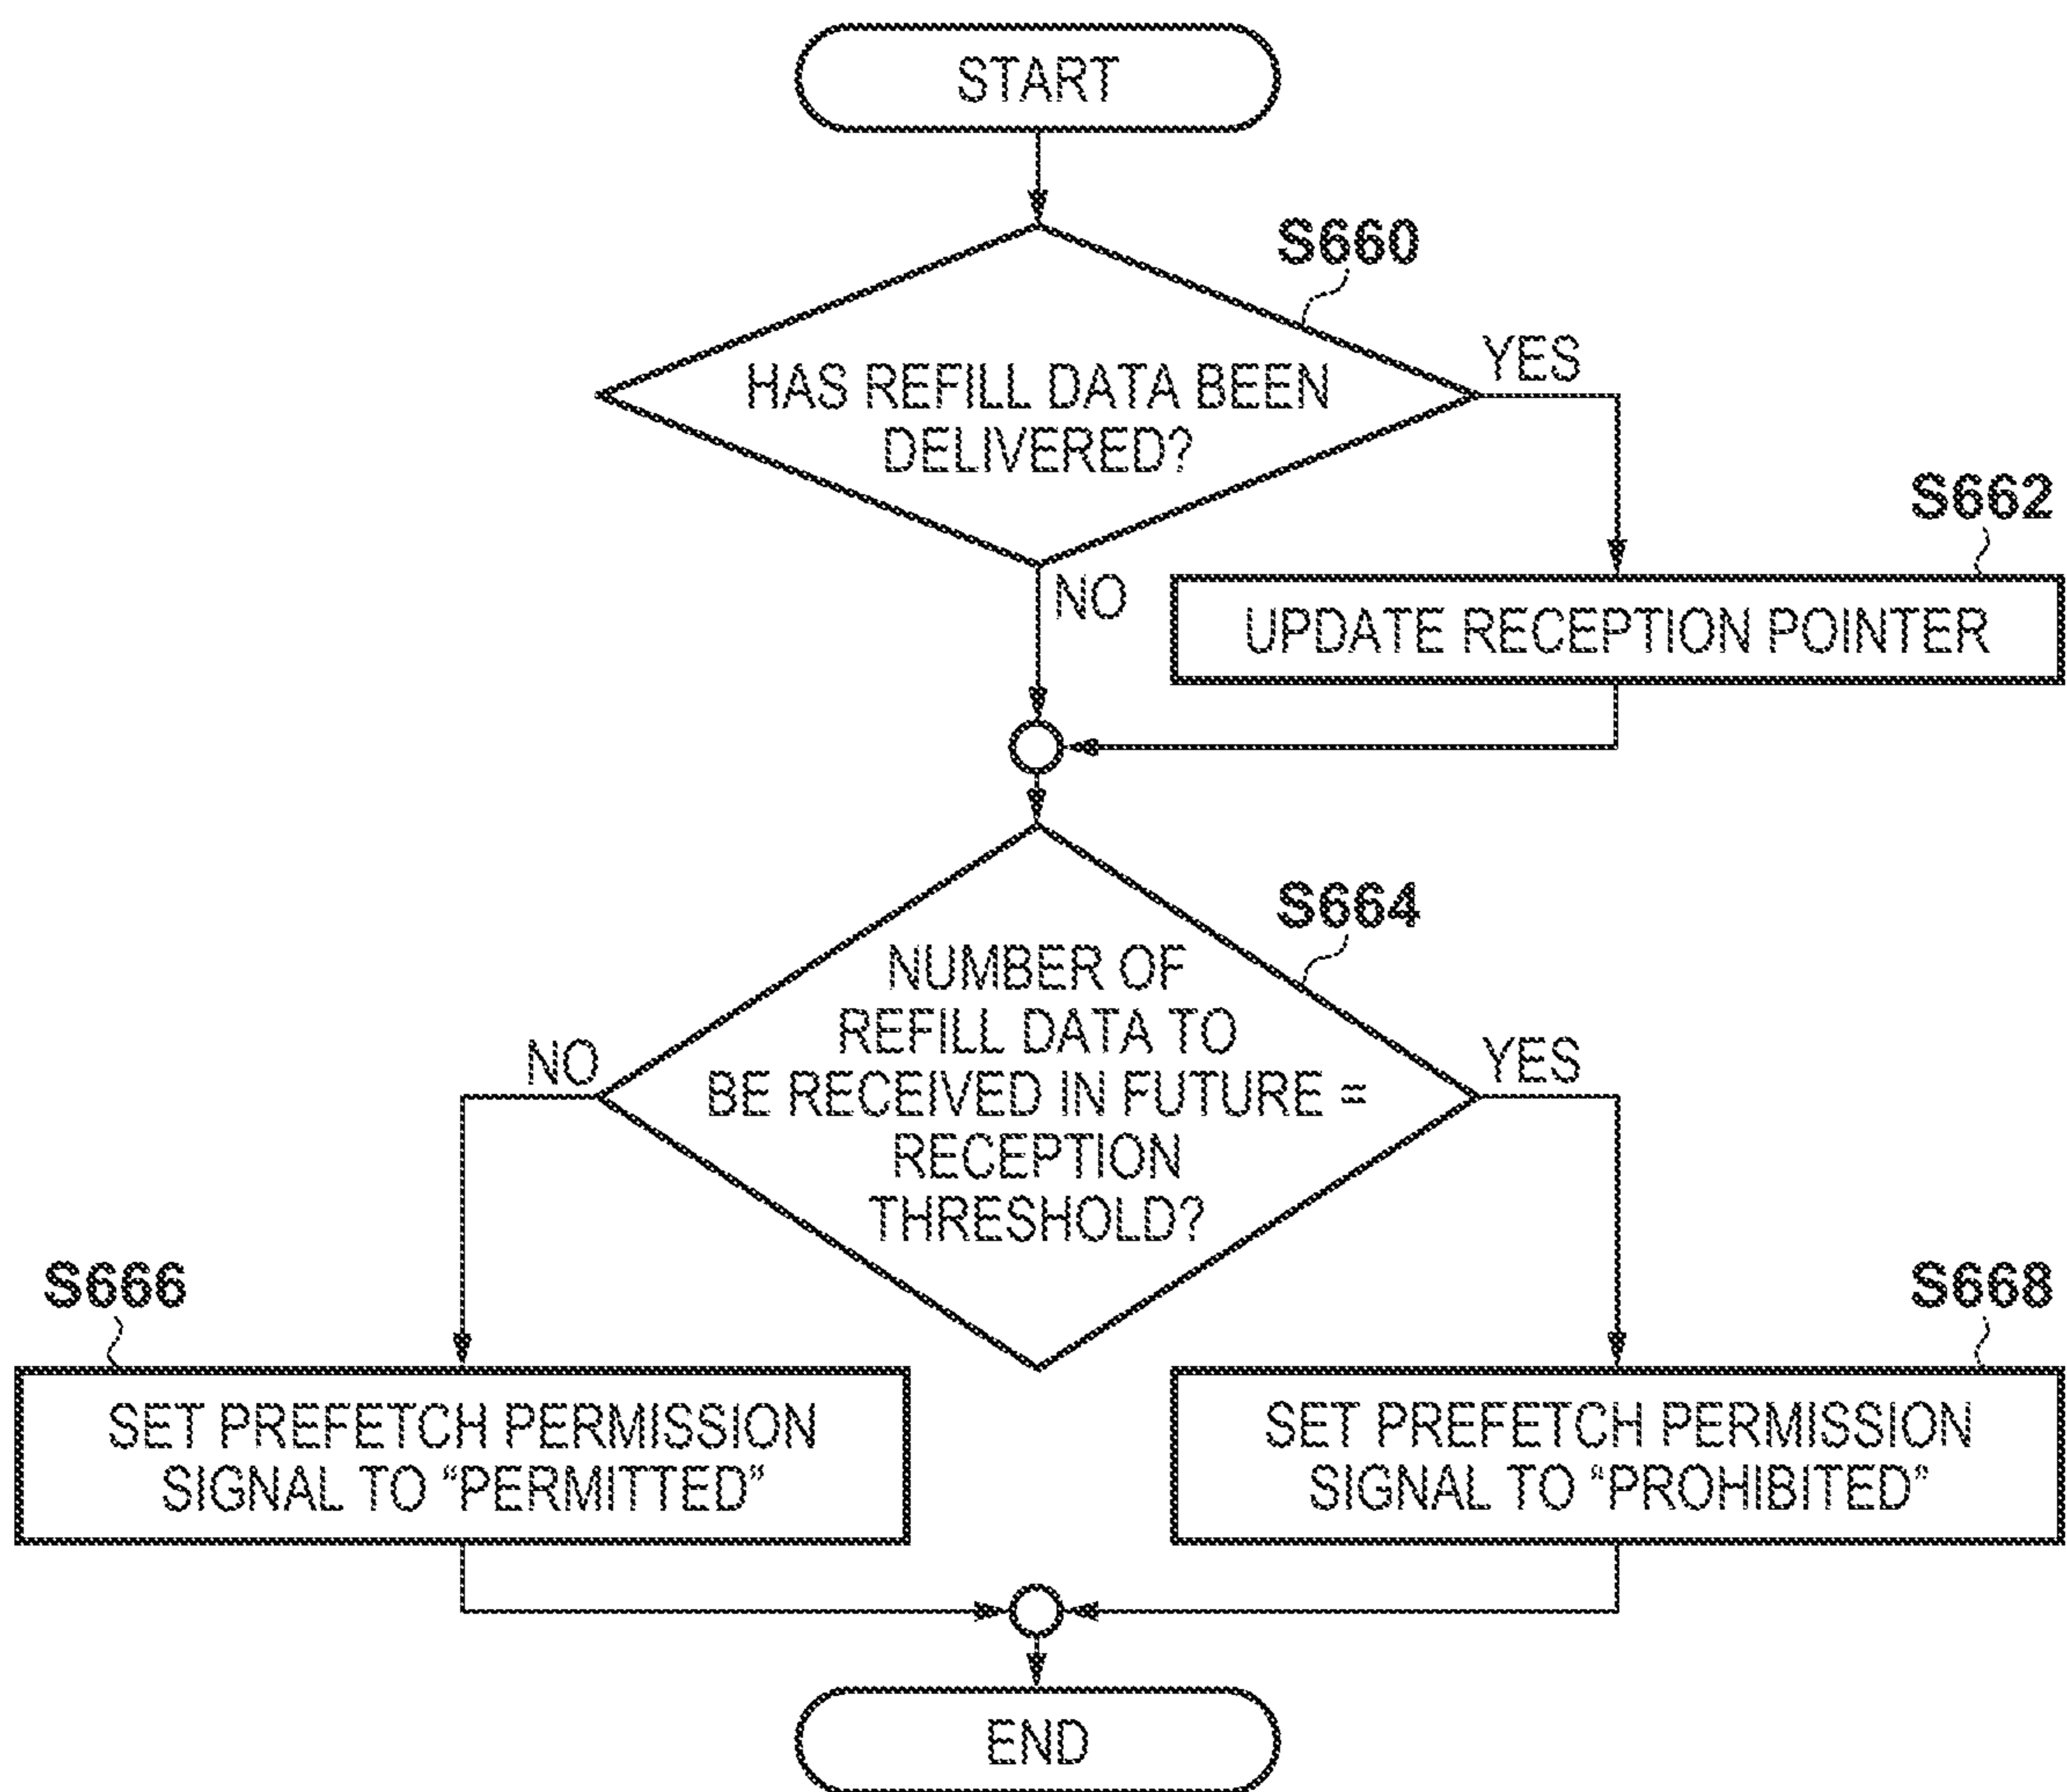 START
S660
HAS REFILL DATA BEEN
DELIVERED?
YES
NO
S662
UPDATE RECEPTION POINTER
S664
NUMBER OF
REFILL DATA TO
BE RECEIVED IN FUTURE =
RECEPTION
THRESHOLD?
NO
YES
S666
SET PREFETCH PERMISSION
SIGNAL TO “PERMITTED”
S668
SET PREFETCH PERMISSION
SIGNAL TO “PROHIBITED”
END